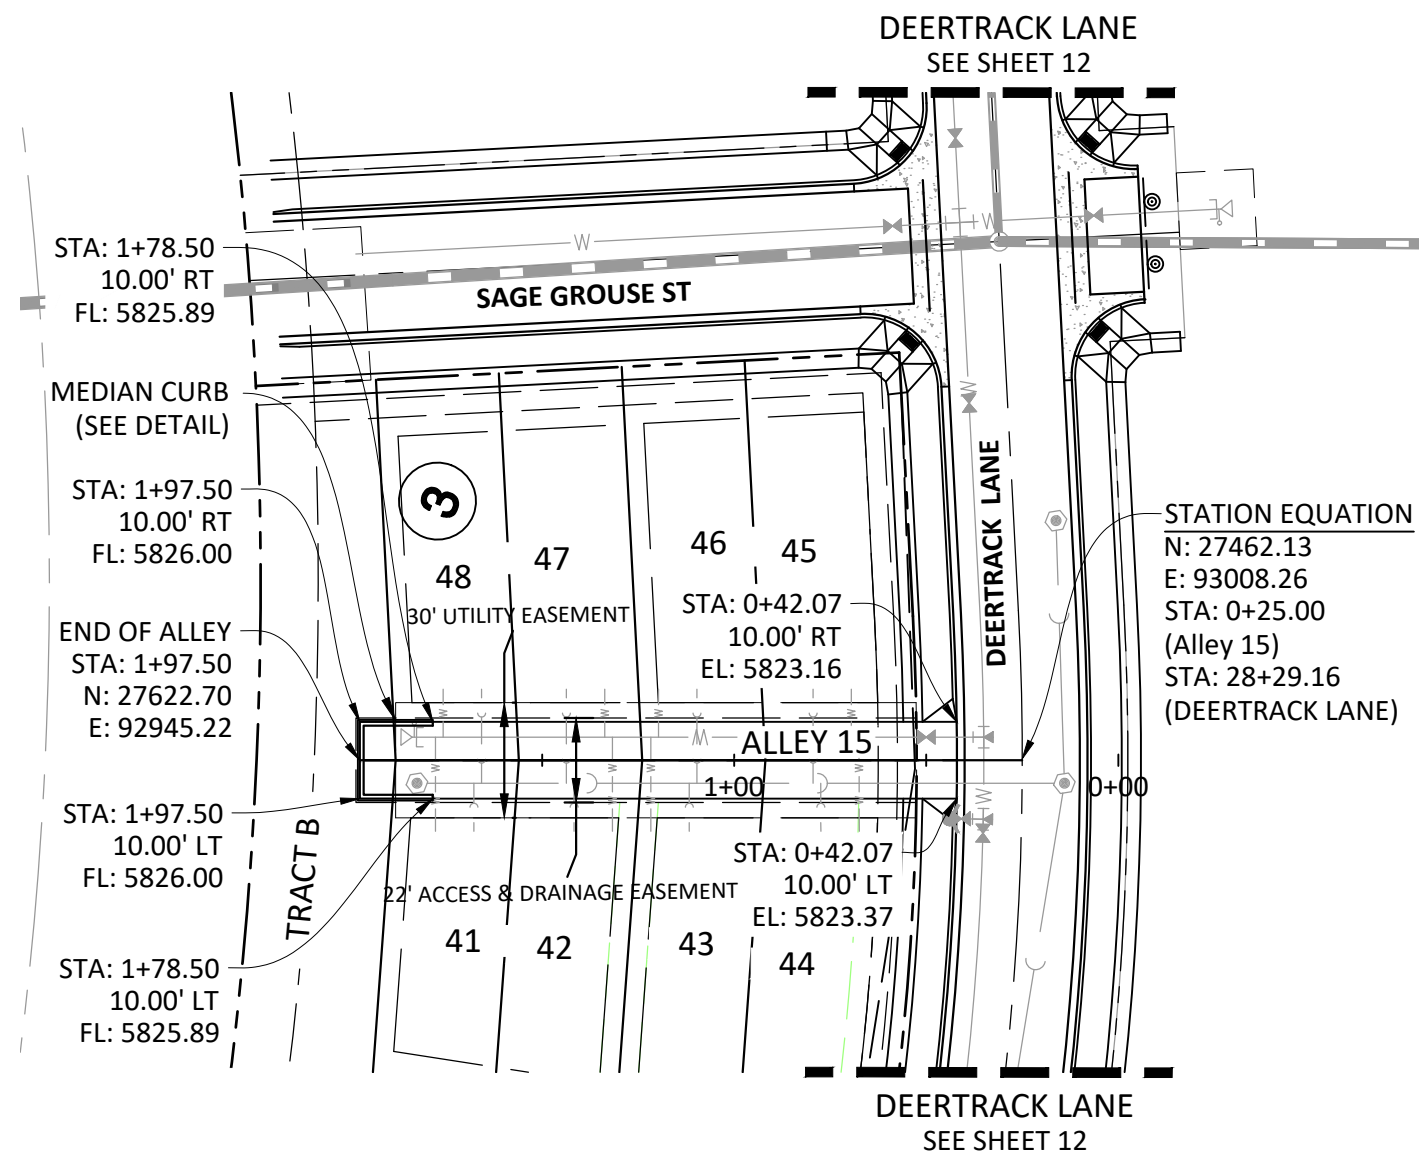 DEERTRACK LANE
SEE SHEET 12
STA: 1+78.50
10.00' RT
FL: 5825.89
W
W
SAGE GROUSE ST
MEDIAN CURB
(SEE DETAIL)
W
STA: 1+97.50
10.00' RT
FL: 5826.00
3
DEERTRACK LANE
STATION EQUATION
N: 27462.13
E: 93008.26
STA: 0+25.00
(Alley 15)
STA: 28+29.16
(DEERTRACK LANE)
48
47
46
45
30' UTILITY EASEMENT
STA: 0+42.07
10.00' RT
EL: 5823.16
END OF ALLEY
STA: 1+97.50
N: 27622.70
E: 92945.22
W
ALLEY 15
1+00
0+00
W
STA: 1+97.50
10.00' LT
FL: 5826.00
TRACT B
22' ACCESS & DRAINAGE EASEMENT
STA: 0+42.07
10.00' LT
EL: 5823.37
41
42
43
44
STA: 1+78.50
10.00' LT
FL: 5825.89
DEERTRACK LANE
SEE SHEET 12